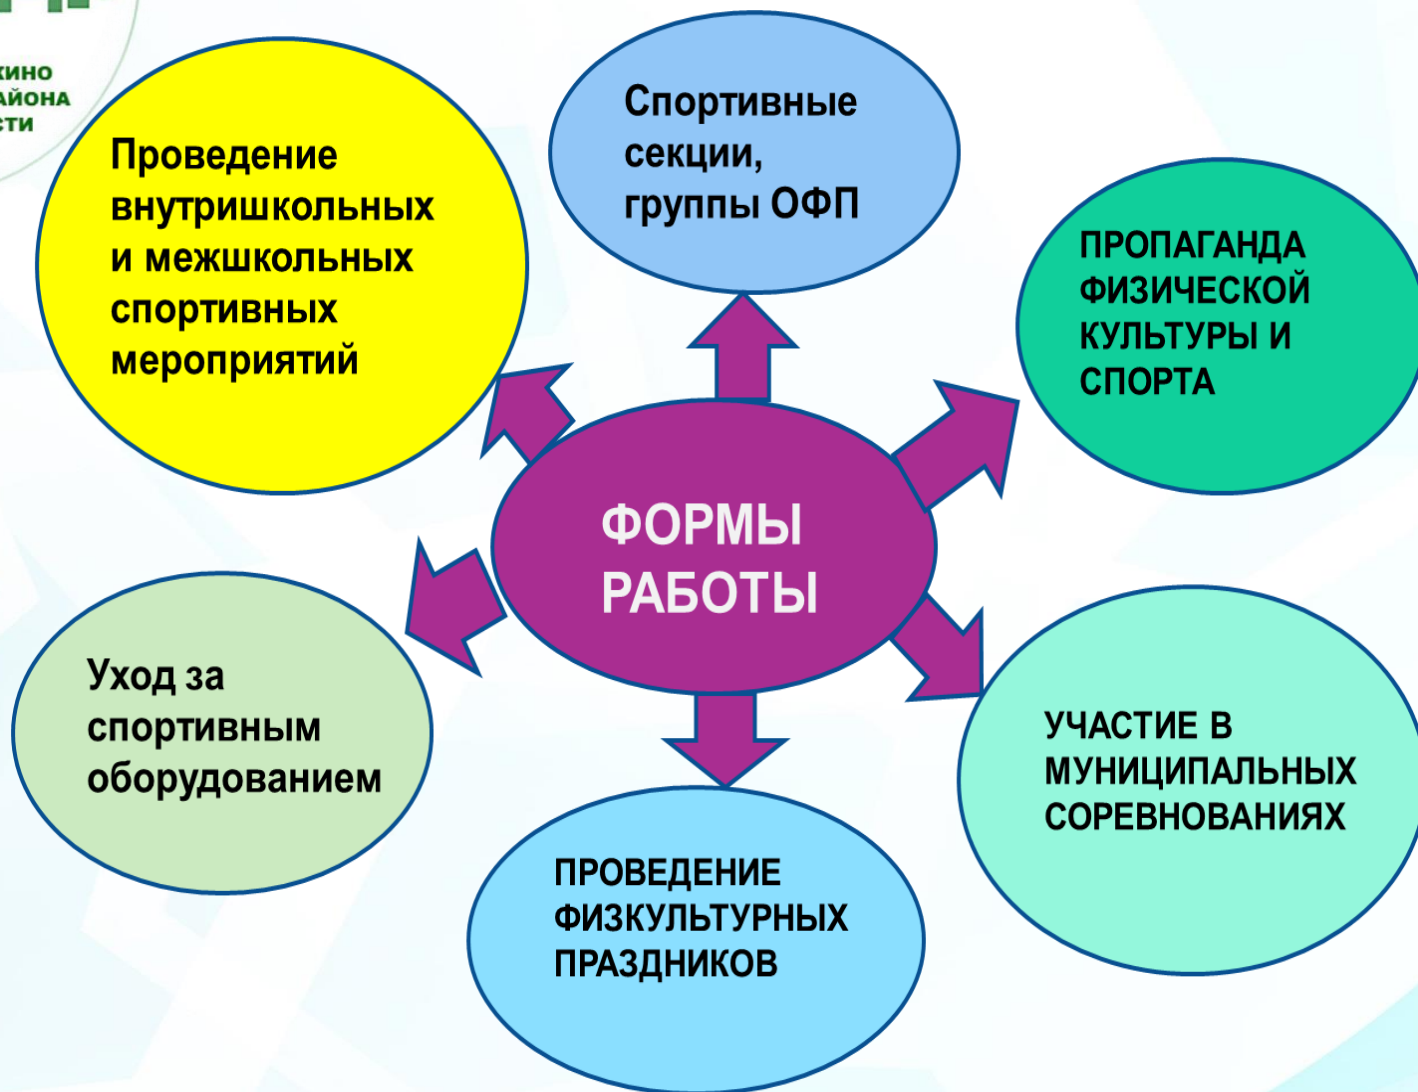 Проведение
внутришкольных
и межшкольных
спортивных
мероприятий
Спортивные
секции,
группы ОФП
ПРОПАГАНДА
ФИЗИЧЕСКОЙ
КУЛЬТУРЫ И
СПОРТА
ФОРМЫ
РАБОТЫ
Уход за
спортивным
оборудованием
УЧАСТИЕ В
МУНИЦИПАЛЬНЫХ
СОРЕВНОВАНИЯХ
ПРОВЕДЕНИЕ
ФИЗКУЛЬТУРНЫХ
ПРАЗДНИКОВ